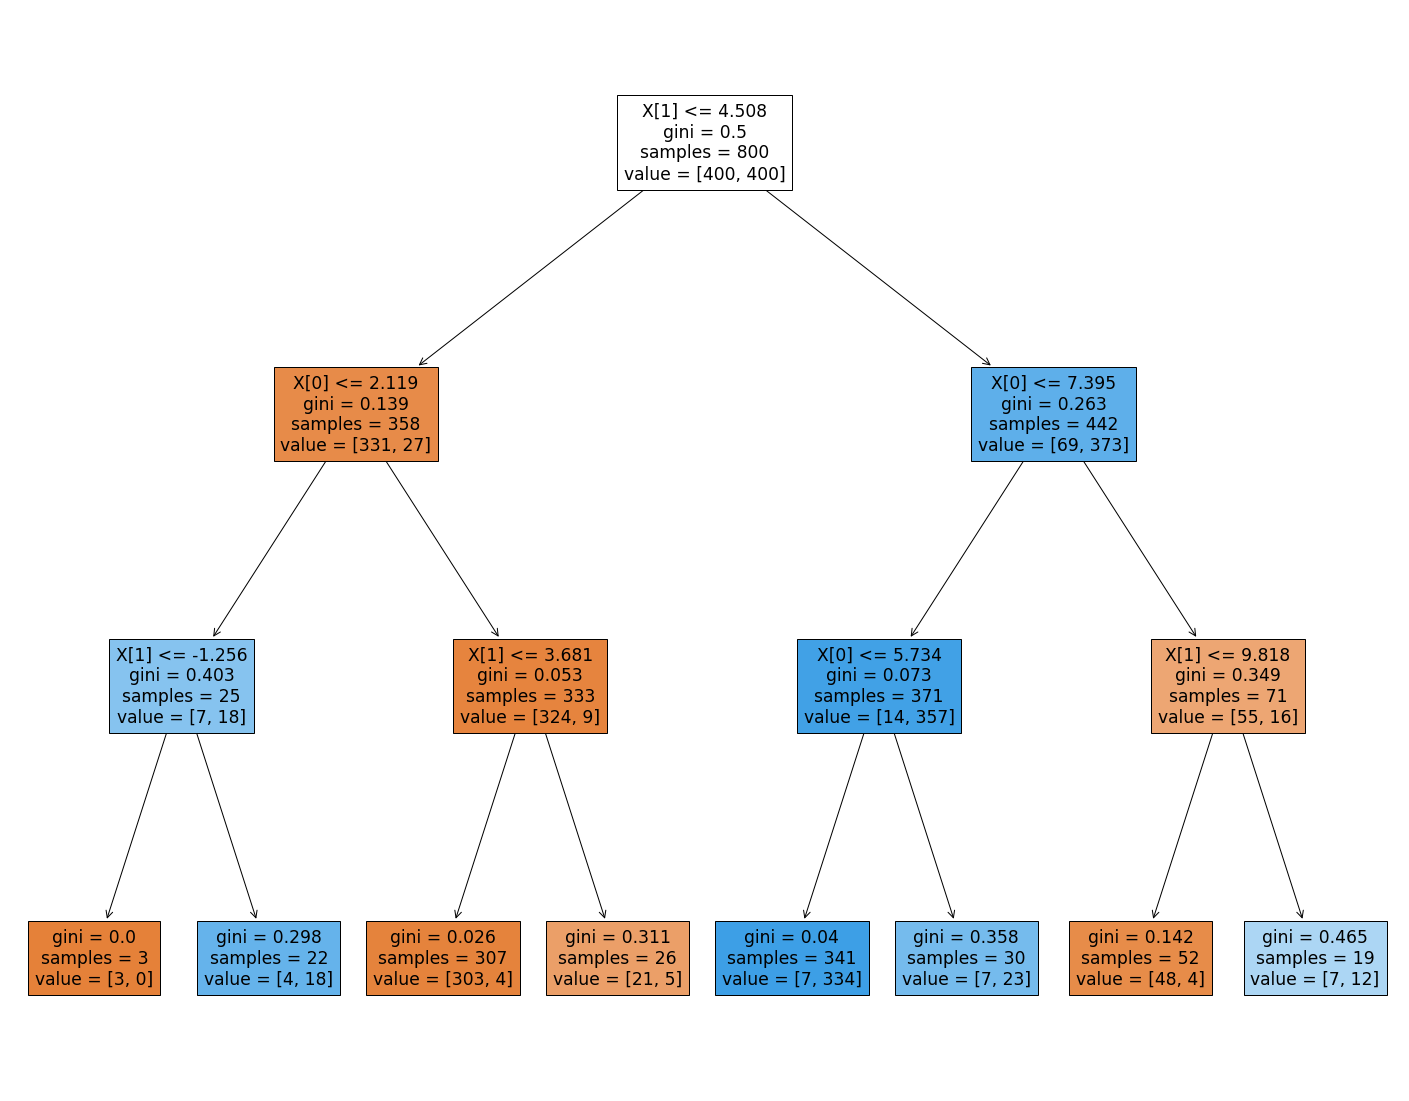 X[1] <= 4.508
gini = 0.5
samples = 800
value = [400, 400]
X[0] <= 2.119
gini = 0.139
samples = 358
value = [331, 27]
X[0] <= 7.395
gini = 0.263
samples = 442
value = [69, 373]
X[1] <= -1.256
gini = 0.403
samples = 25
value = [7, 18]
X[1] <= 3.681
gini = 0.053
samples = 333
value = [324, 9]
X[0] <= 5.734
gini = 0.073
samples = 371
value = [14, 357]
X[1] <= 9.818
gini = 0.349
samples = 71
value = [55, 16]
gini = 0.0
samples = 3
value = [3, 0]
gini = 0.298
samples = 22
value = [4, 18]
gini = 0.026
samples = 307
value = [303, 4]
gini = 0.311
samples = 26
value = [21, 5]
gini = 0.04
samples = 341
value = [7, 334]
gini = 0.358
samples = 30
value = [7, 23]
gini = 0.142
samples = 52
value = [48, 4]
gini = 0.465
samples = 19
value = [7, 12]